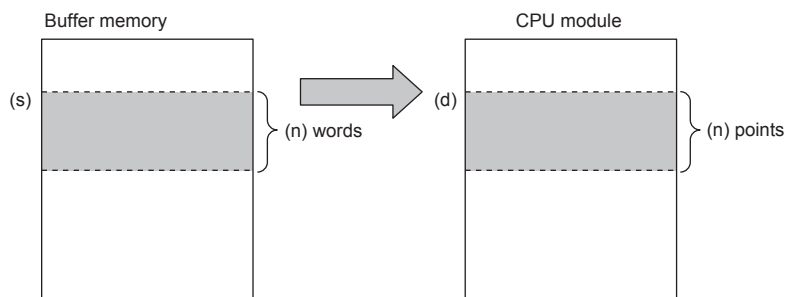 Buffer memory
CPU module
(s)
(n) words
(d)
(n) points